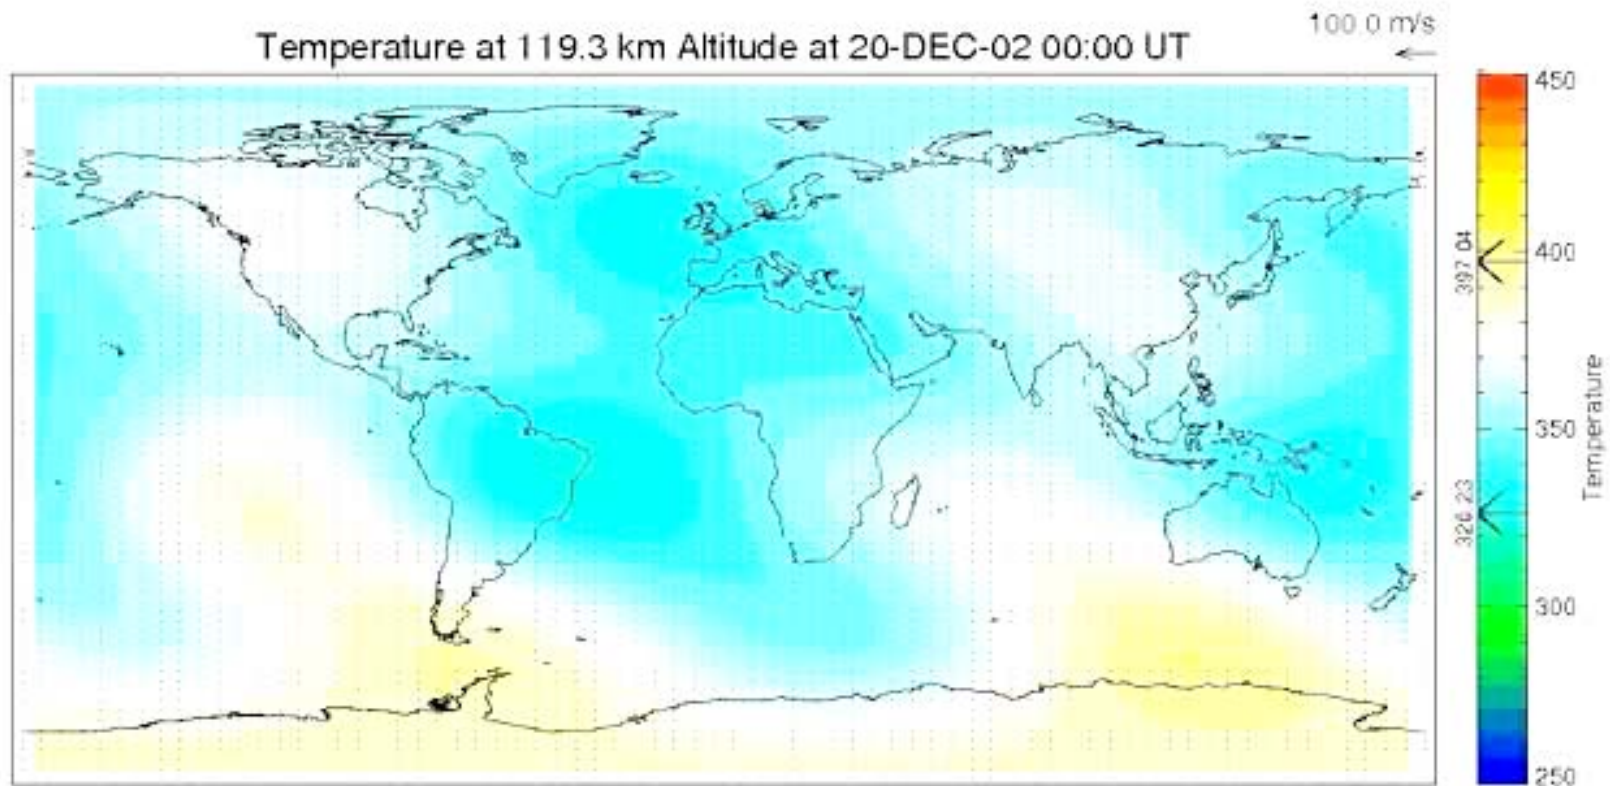 100.0 m/s
Temperature at 119.3 km Altitude at 20-DEC-02 00:00 UT
450
400
350
300
250
397.04
326.23
Temperature